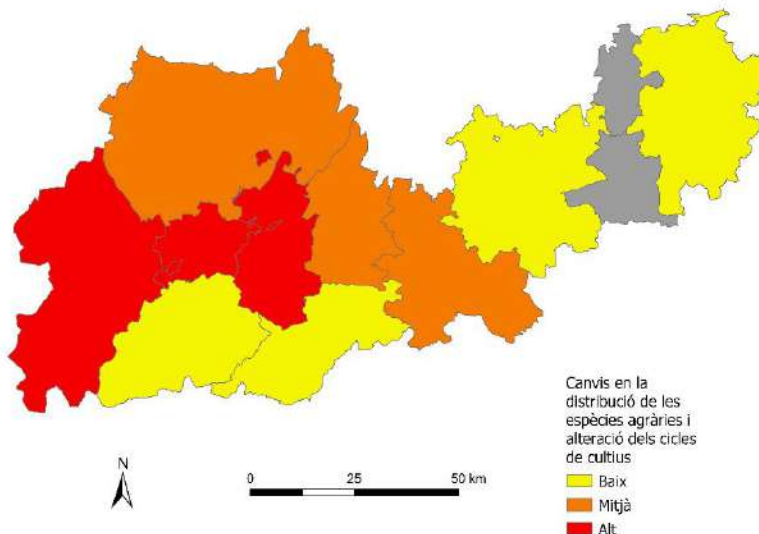 N
0 25 50 km
Canvis en la
distribució de les
espècies agràries i
alteració dels cicles
de cultius
Baix
Mitjà
Alt